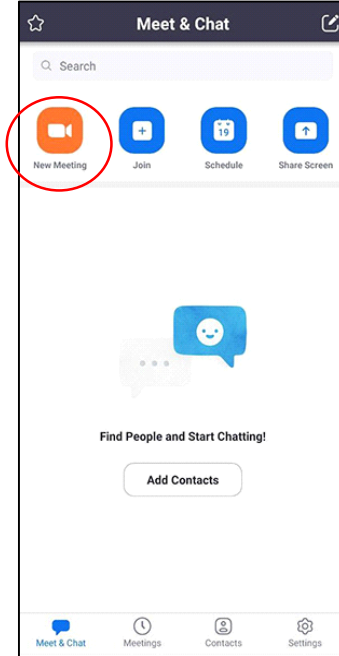 Meet & Chat
Search
New Meeting Join Schedule Share Screen
19
Find People and Start Chatting!
Add Contacts
Meet & Chat Meetings Contacts Settings